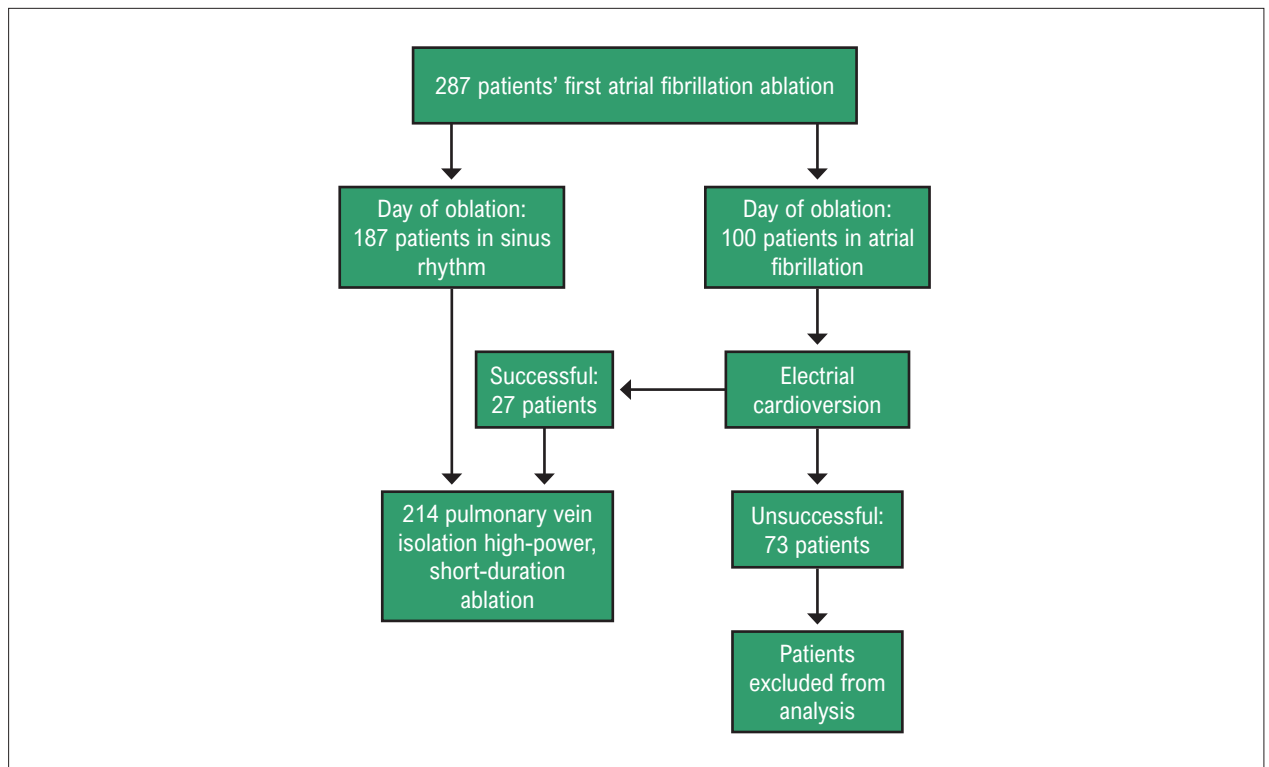 287 patients’ first atrial fibrillation ablation
Day of oblation:
187 patients in sinus
rhythm
Day of oblation:
100 patients in atrial
fibrillation
Successful:
27 patients
Electrial
cardioversion
214 pulmonary vein
isolation high-power,
short-duration
ablation
Unsuccessful:
73 patients
Patients
excluded from
analysis